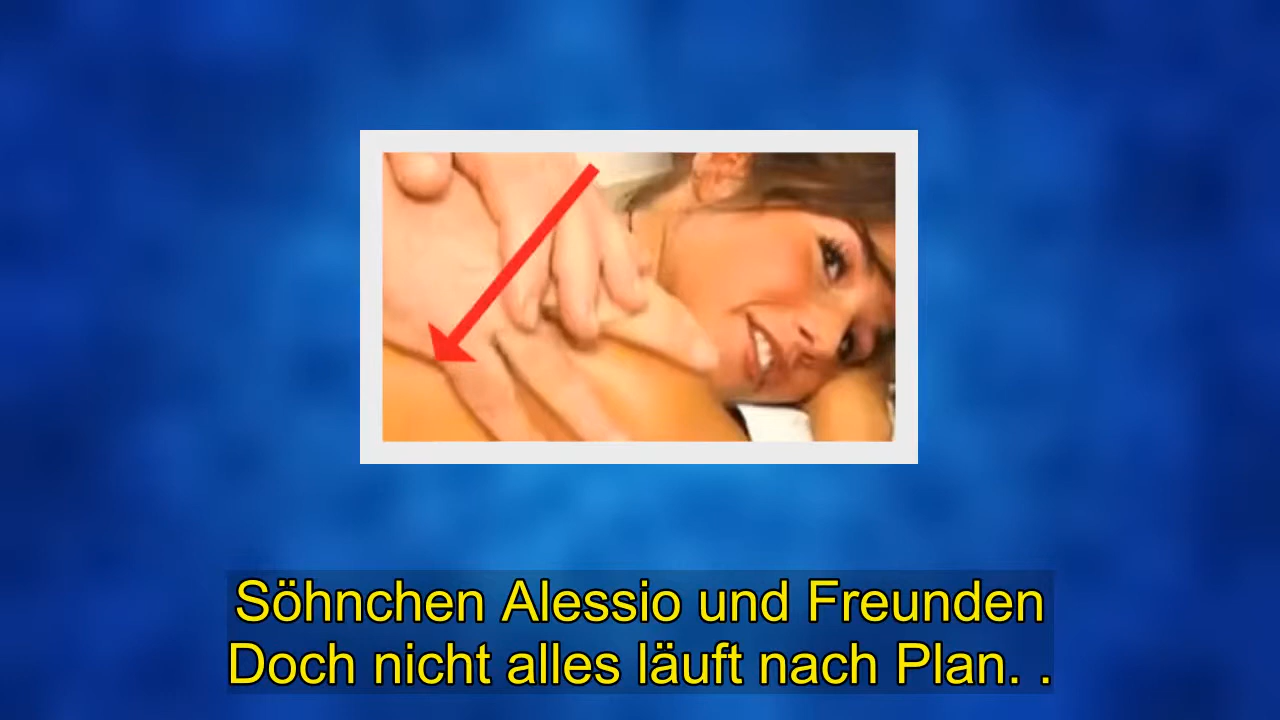 Söhnchen Alessio und Freunden
Doch nicht alles läuft nach Plan. .